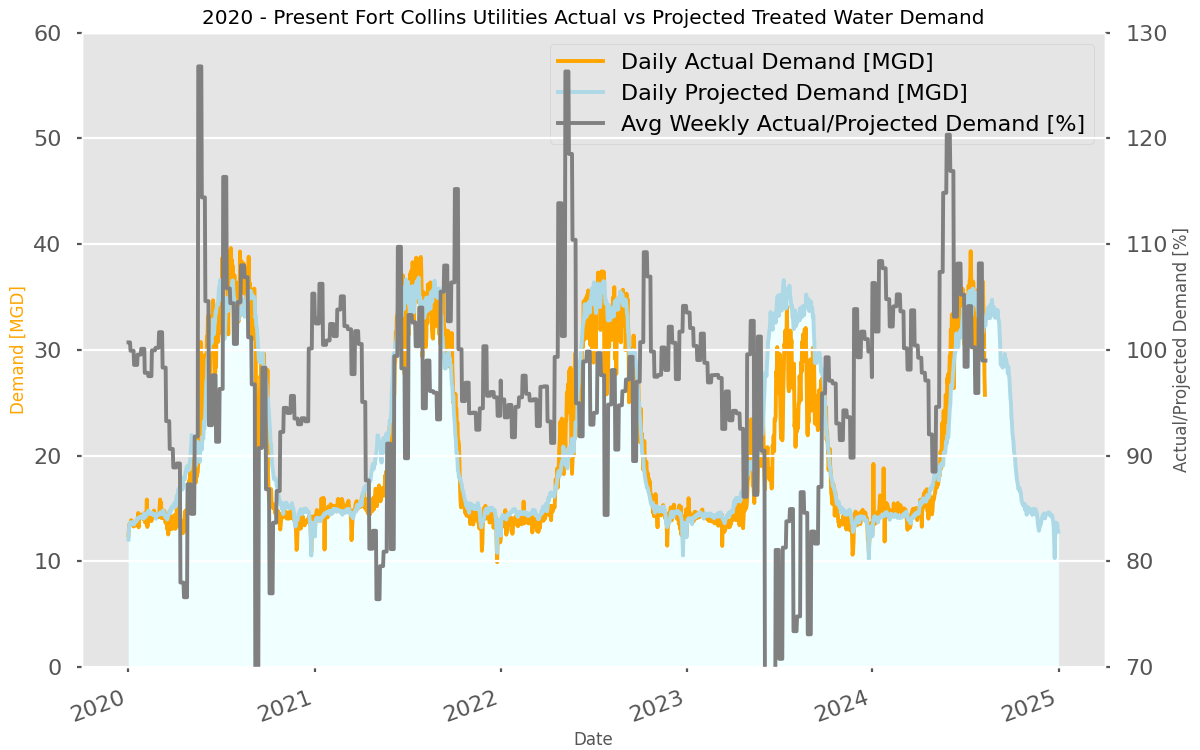 2020 - Present Fort Collins Utilities Actual vs Projected Treated Water Demand
Daily Actual Demand [MGD]
Daily Projected Demand [MGD]
Avg Weekly Actual/Projected Demand [%]
60
50
40
30
20
10
0
Demand [MGD]
130
120
110
100
90
80
70
Actual/Projected Demand [%]
2020
2021
2022
2023
2024
2025
Date